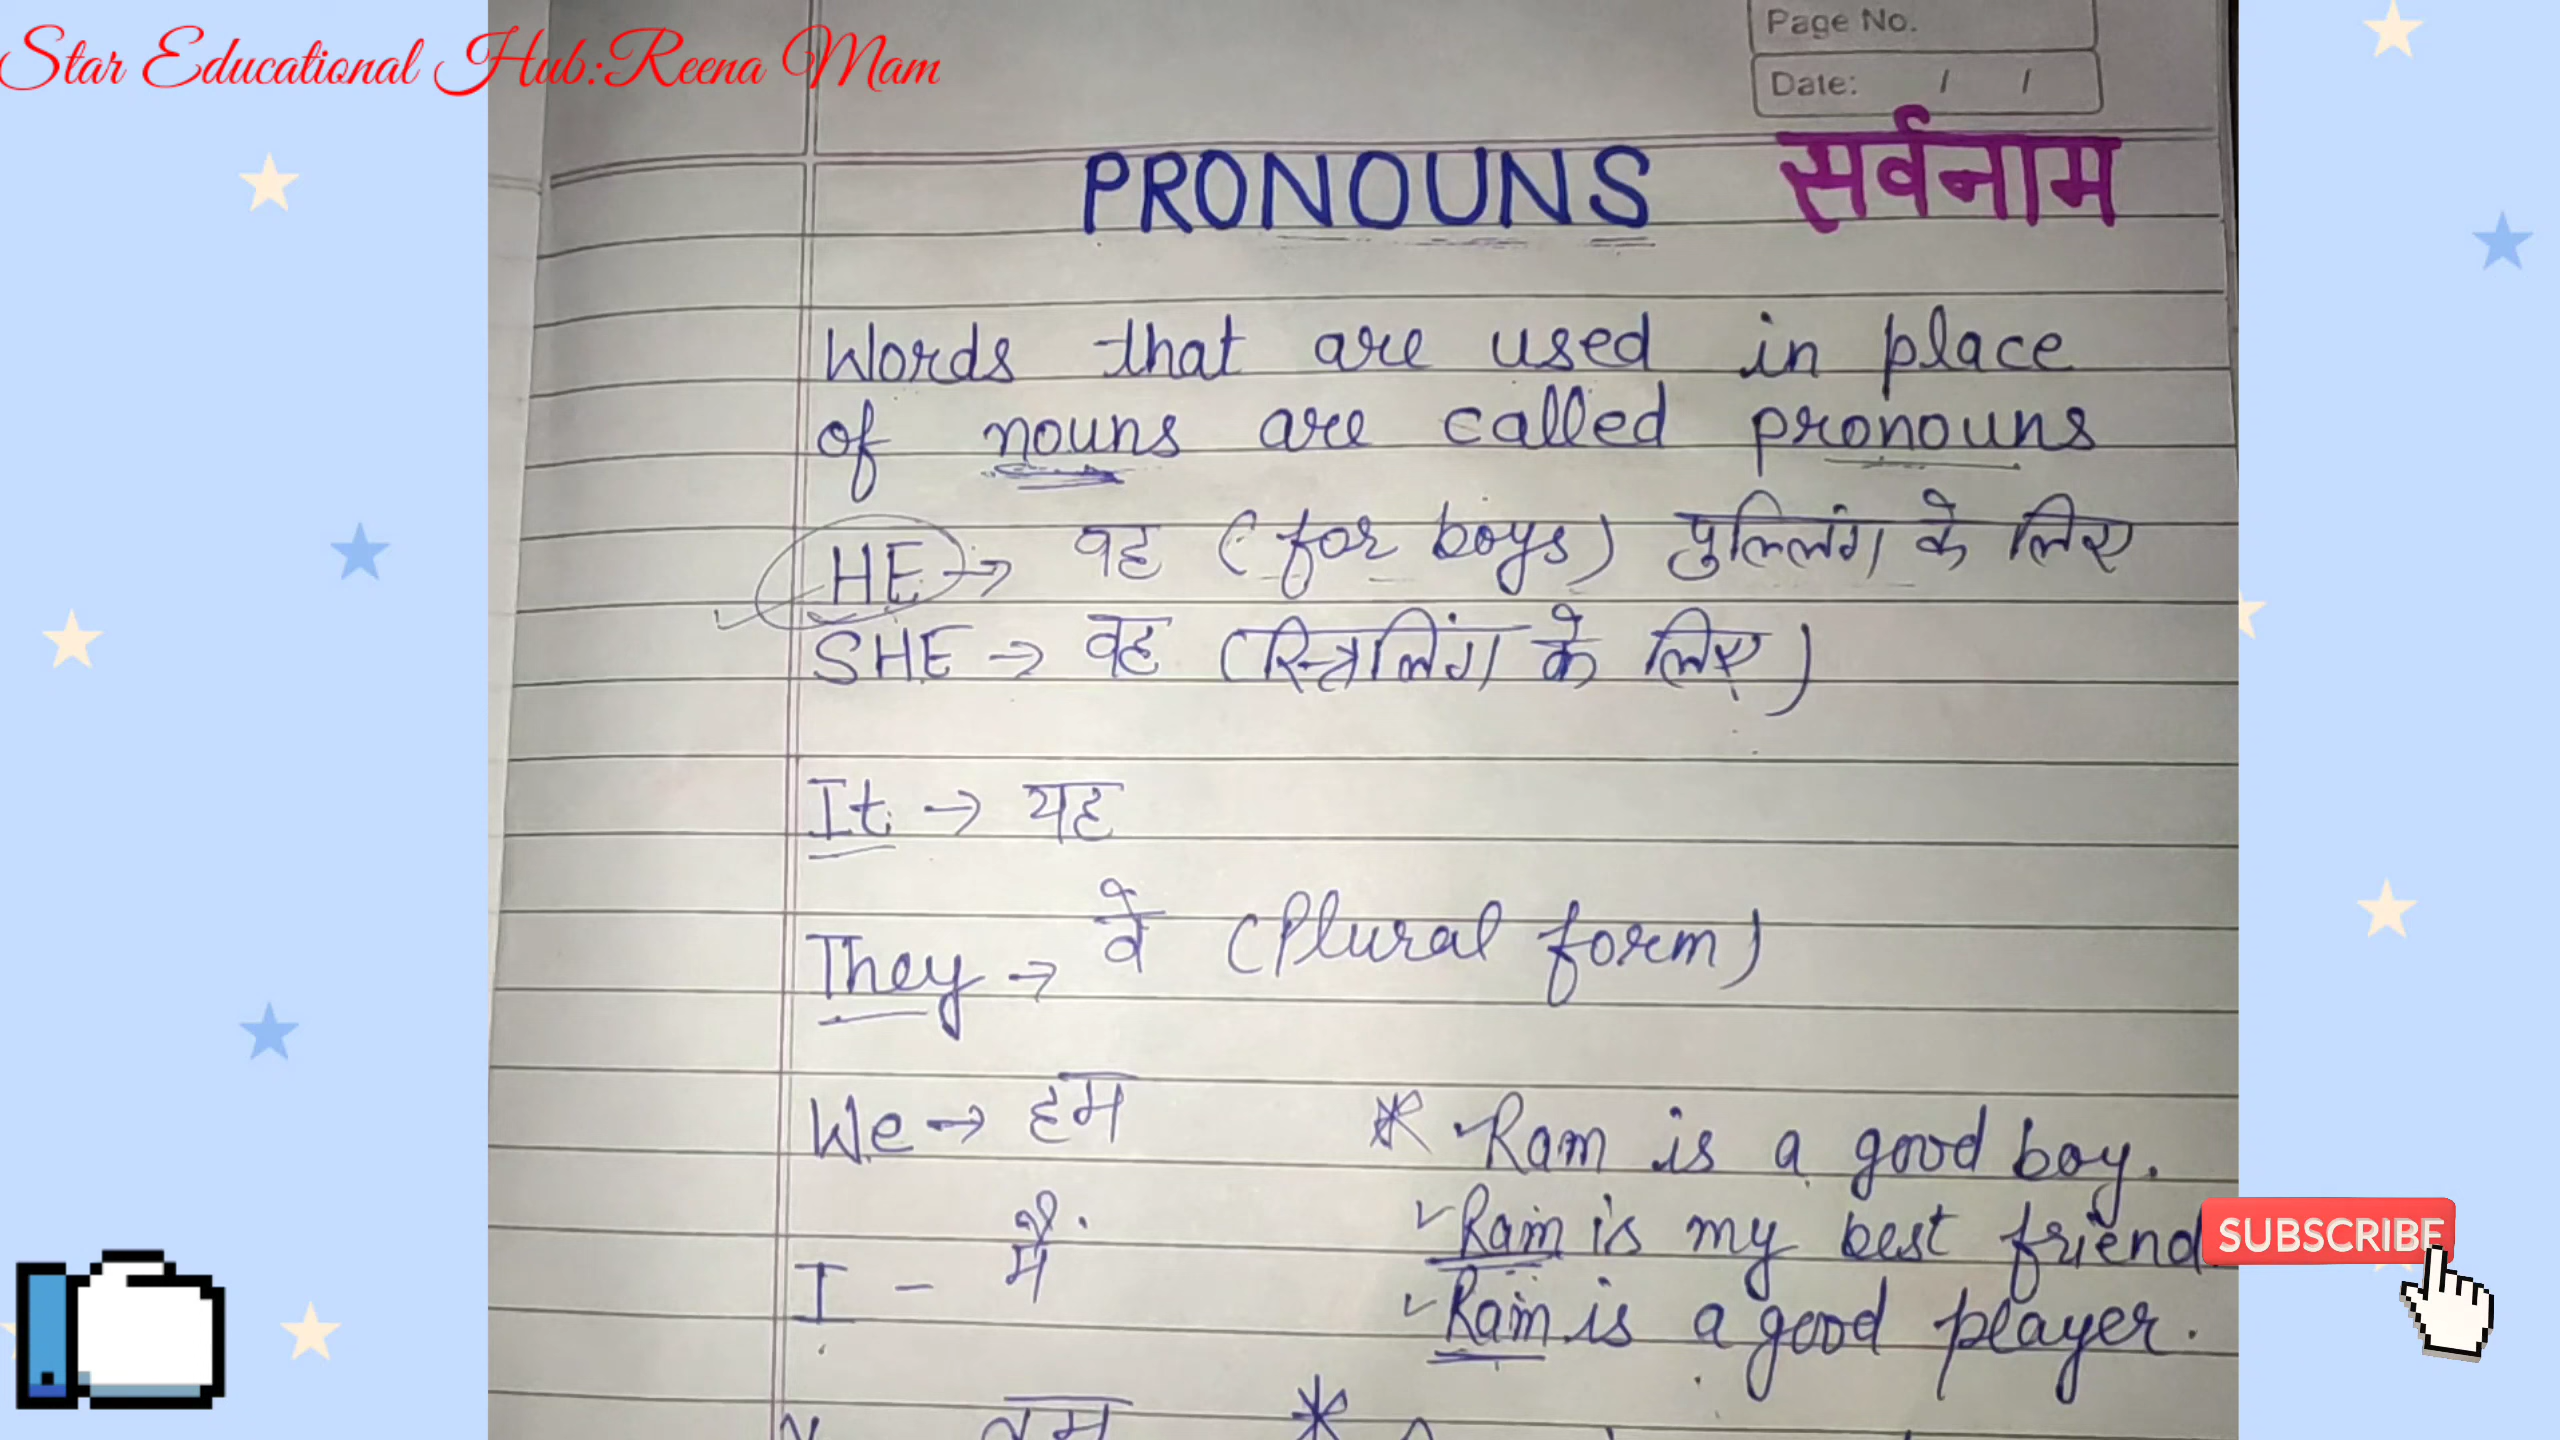 Star Educational Hub:Reena Mam
Page No.
Date: / /
PRONOUNS सर्वनाम
Words that are used in place
of nouns are called pronouns
HE → वह (for boys) पुल्लिंग के लिए
SHE → वह (स्त्रिलिंग के लिए)
It → यह
They → वे (Plural form)
We → हम
* Ram is a good boy.
I - मैं
✓ Ram is my best friend.
✓ Ram is a good player.
SUBSCRIBE
*